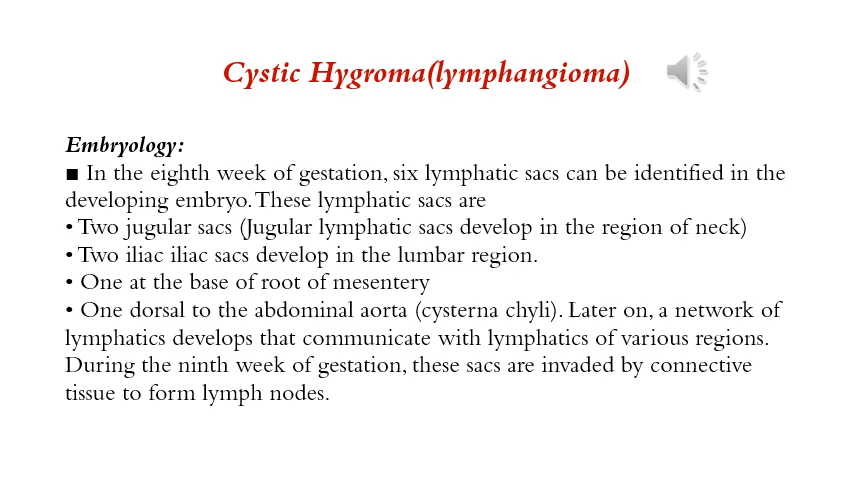 Cystic Hygroma(lymphangioma)
Embryology:
▪ In the eighth week of gestation, six lymphatic sacs can be identified in the
developing embryo. These lymphatic sacs are
• Two jugular sacs (Jugular lymphatic sacs develop in the region of neck)
• Two iliac iliac sacs develop in the lumbar region.
• One at the base of root of mesentery
• One dorsal to the abdominal aorta (cysterna chyli). Later on, a network of
lymphatics develops that communicate with lymphatics of various regions.
During the ninth week of gestation, these sacs are invaded by connective
tissue to form lymph nodes.